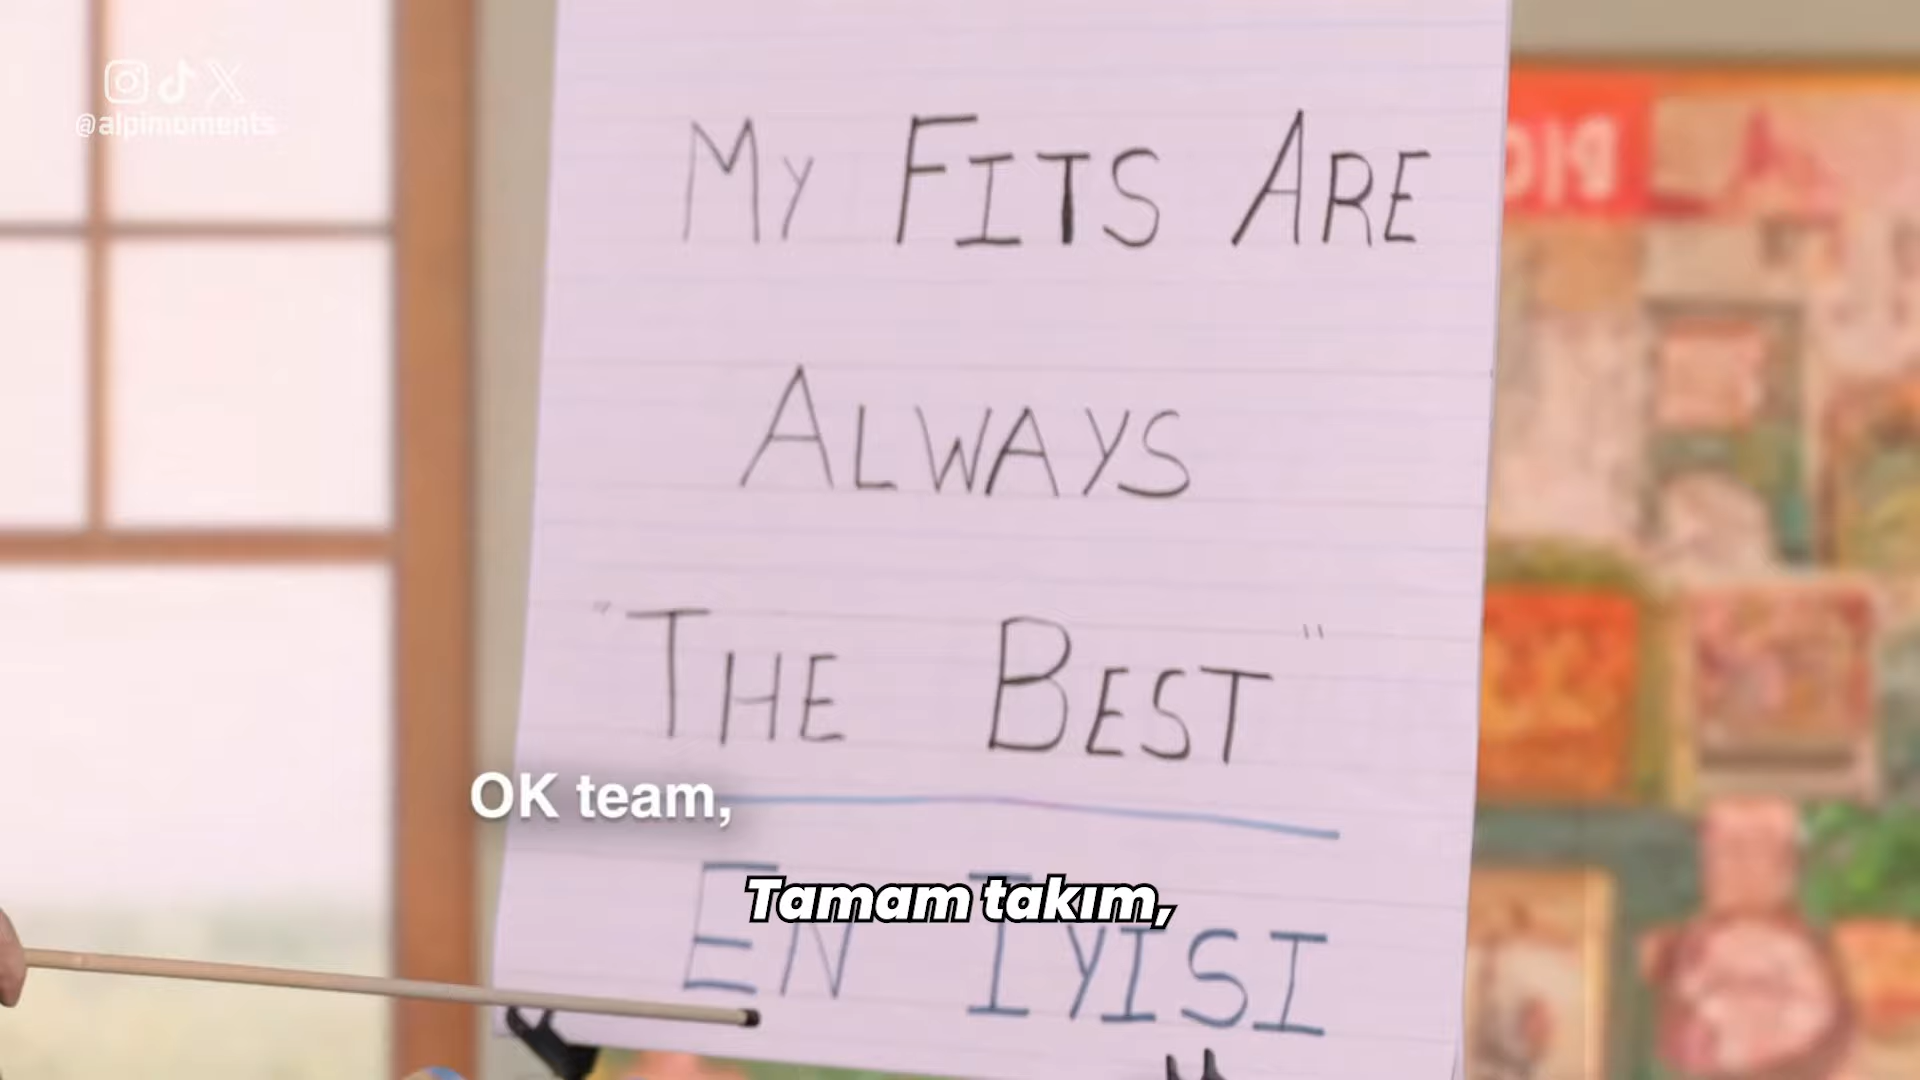 @alpimoments
MY FITS ARE
ALWAYS
"THE BEST"
OK team,
Tamam takım,
EN IYISI